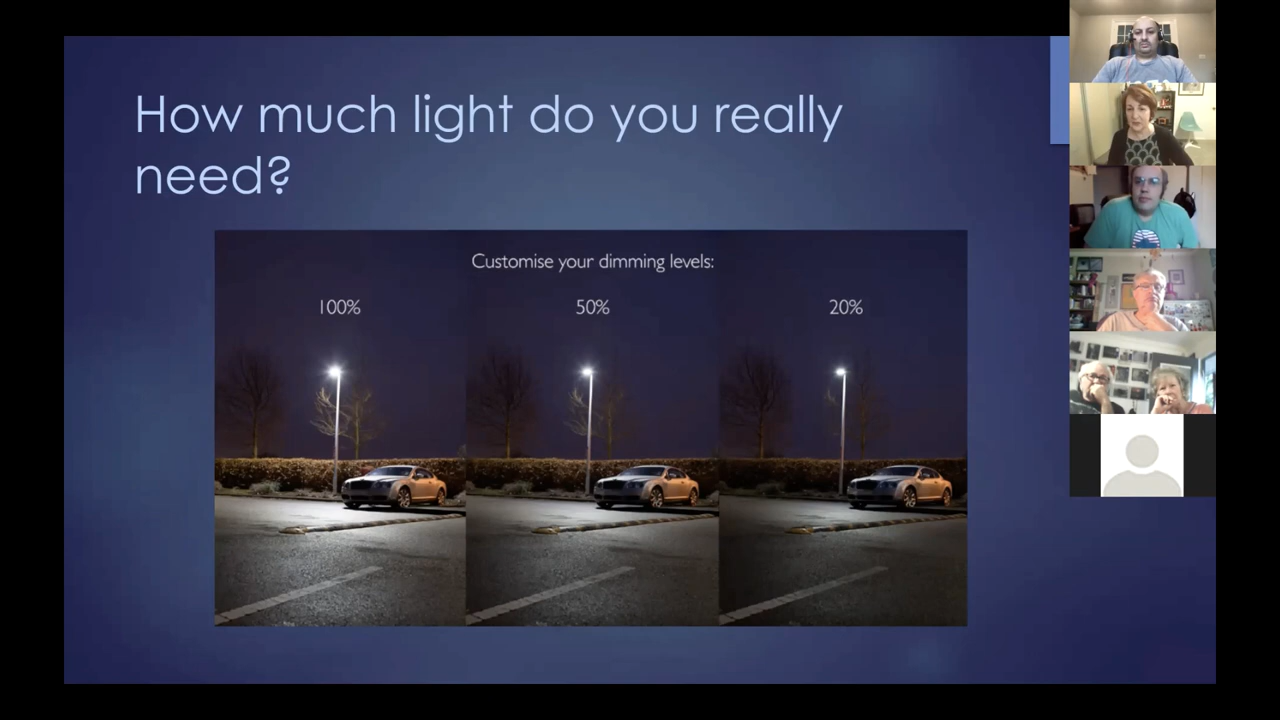 How much light do you really
need?
Customise your dimming levels:
100%
50%
20%